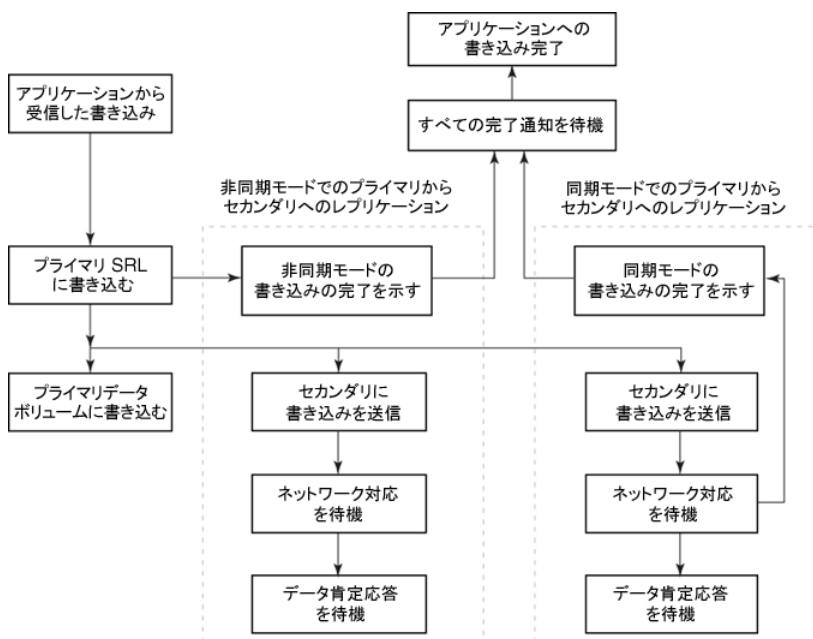 アプリケーションへの
書き込み完了
アプリケーションから
受信した書き込み
すべての完了通知を待機
非同期モードでのプライマリから
セカンダリへのレプリケーション
同期モードでのプライマリから
セカンダリへのレプリケーション
プライマリ SRL
に書き込む
非同期モードの
書き込みの完了を示す
同期モードの
書き込みの完了を示す
プライマリデータ
ボリュームに書き込む
セカンダリに
書き込みを送信
セカンダリに
書き込みを送信
ネットワーク対応
を待機
ネットワーク対応
を待機
データ肯定応答
を待機
データ肯定応答
を待機